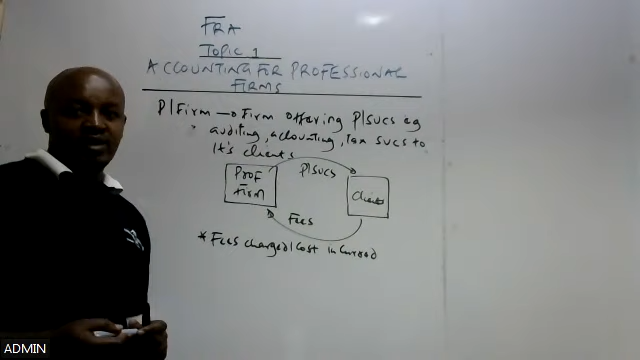 FRA
TOPIC 1
ACCOUNTING FOR PROFESSIONAL
FIRMS
P/Firm → Firm offering P/svcs eg
auditing, accounting, Tax svcs to
It's clients
Prof
Firm
P/svcs
Clients
Fees
* Fees charged/Cost incurred
ADMIN